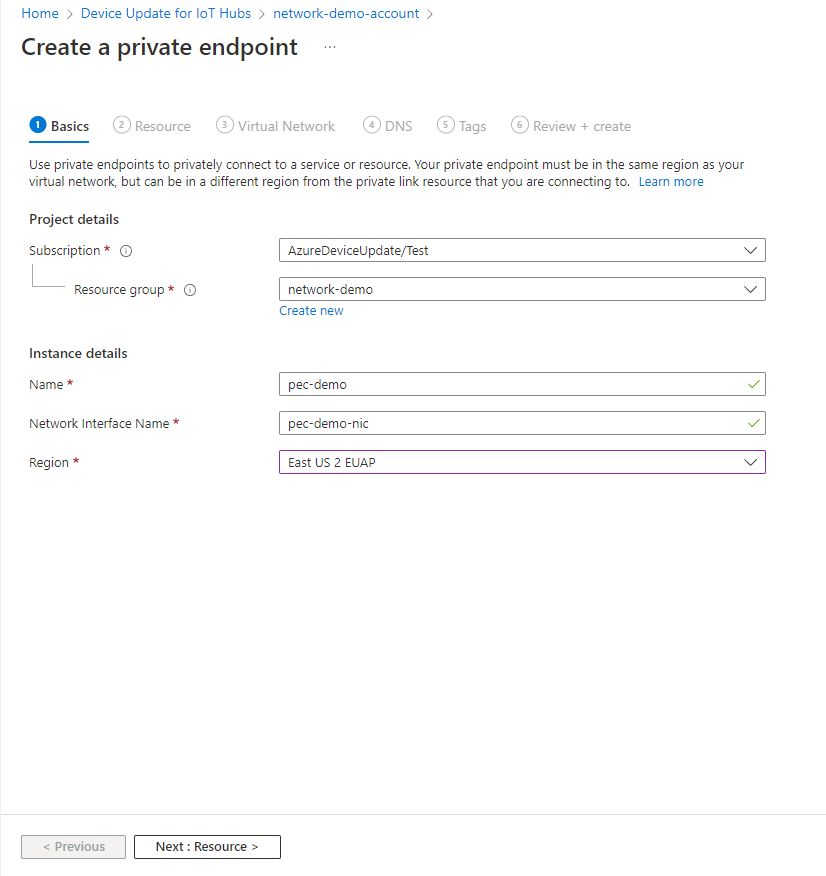 Home > Device Update for IoT Hubs > network-demo-account >
Create a private endpoint ...
1 Basics 2 Resource 3 Virtual Network 4 DNS 5 Tags 6 Review + create
Use private endpoints to privately connect to a service or resource. Your private endpoint must be in the same region as your
virtual network, but can be in a different region from the private link resource that you are connecting to. Learn more
Project details
Subscription * AzureDeviceUpdate/Test
Resource group * network-demo
Create new
Instance details
Name * pec-demo
Network Interface Name * pec-demo-nic
Region * East US 2 EUAP
< Previous Next : Resource >